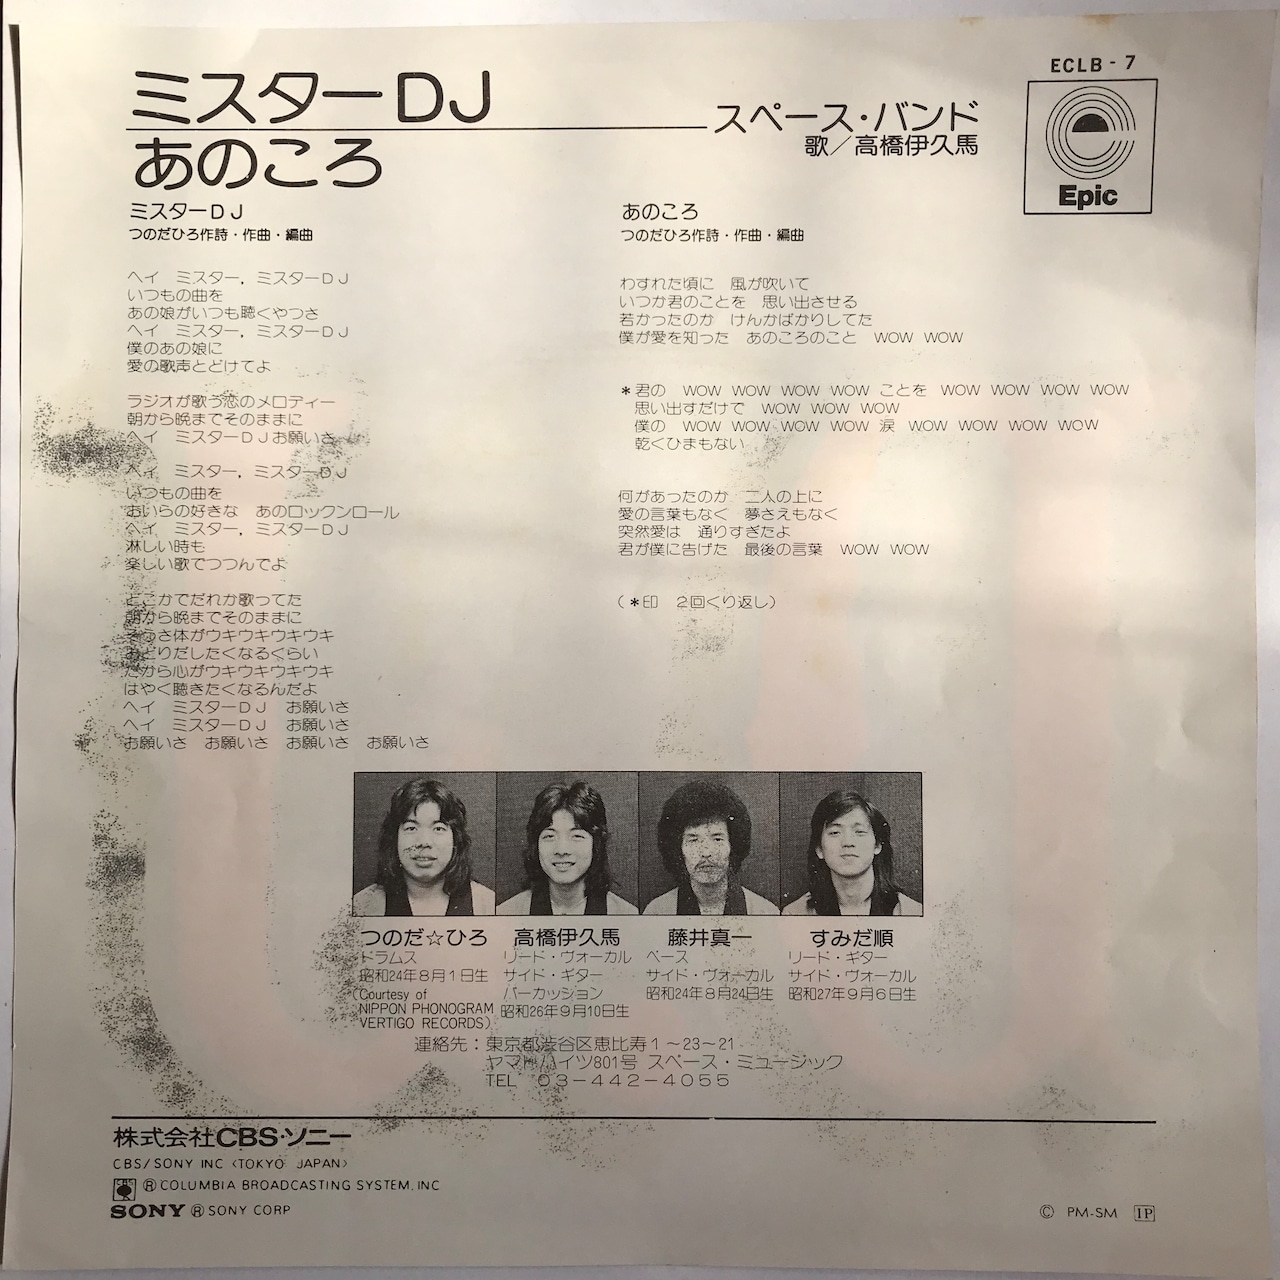 ミスターDJ
あのころ
スペース・バンド
歌／高橋伊久馬
ECLB-7
Epic
ミスターDJ
つのだひろ作詩・作曲・編曲
ヘイ ミスター，ミスターDJ
いつもの曲を
あの娘がいつも聴くやつさ
ヘイ ミスター，ミスターDJ
僕のあの娘に
愛の歌声とどけてよ
ラジオが歌う恋のメロディー
朝から晩までそのままに
ヘイ ミスターDJお願いさ
ヘイ ミスター，ミスターDJ
いつもの曲を
おいらの好きな あのロックンロール
ヘイ ミスター，ミスターDJ
淋しい時も
楽しい歌でつつんでよ
どこかでだれか歌ってた
朝から晩までそのままに
そうさ体がウキウキウキウキ
おどりだしたくなるぐらい
だから心がウキウキウキウキ
はやく聴きたくなるんだよ
ヘイ ミスターDJ お願いさ
ヘイ ミスターDJ お願いさ
お願いさ お願いさ お願いさ お願いさ
あのころ
つのだひろ作詩・作曲・編曲
わすれた頃に 風が吹いて
いつか君のことを 思い出させる
若かったのか けんかばかりしてた
僕が愛を知った あのころのこと WOW WOW
＊君の WOW WOW WOW WOW ことを WOW WOW WOW WOW
思い出すだけで WOW WOW WOW
僕の WOW WOW WOW WOW 涙 WOW WOW WOW WOW
乾くひまもない
何があったのか 二人の上に
愛の言葉もなく 夢さえもなく
突然愛は 通りすぎたよ
君が僕に告げた 最後の言葉 WOW WOW
（＊印 2回くり返し）
つのだ☆ひろ
ドラムス
昭和24年8月1日生
(Courtesy of
NIPPON PHONOGRAM
VERTIGO RECORDS)
高橋伊久馬
リード・ヴォーカル
サイド・ギター
パーカッション
昭和26年9月10日生
藤井真一
ベース
サイド・ヴォーカル
昭和24年8月24日生
すみだ順
リード・ギター
サイド・ヴォーカル
昭和27年9月6日生
連絡先：東京都渋谷区恵比寿1〜23〜21
ヤマトハイツ801号 スペース・ミュージック
TEL 03-442-4055
株式会社CBS・ソニー
CBS/SONY INC <TOKYO JAPAN>
CBS ® COLUMBIA BROADCASTING SYSTEM, INC
SONY ® SONY CORP
© PM-SM IP